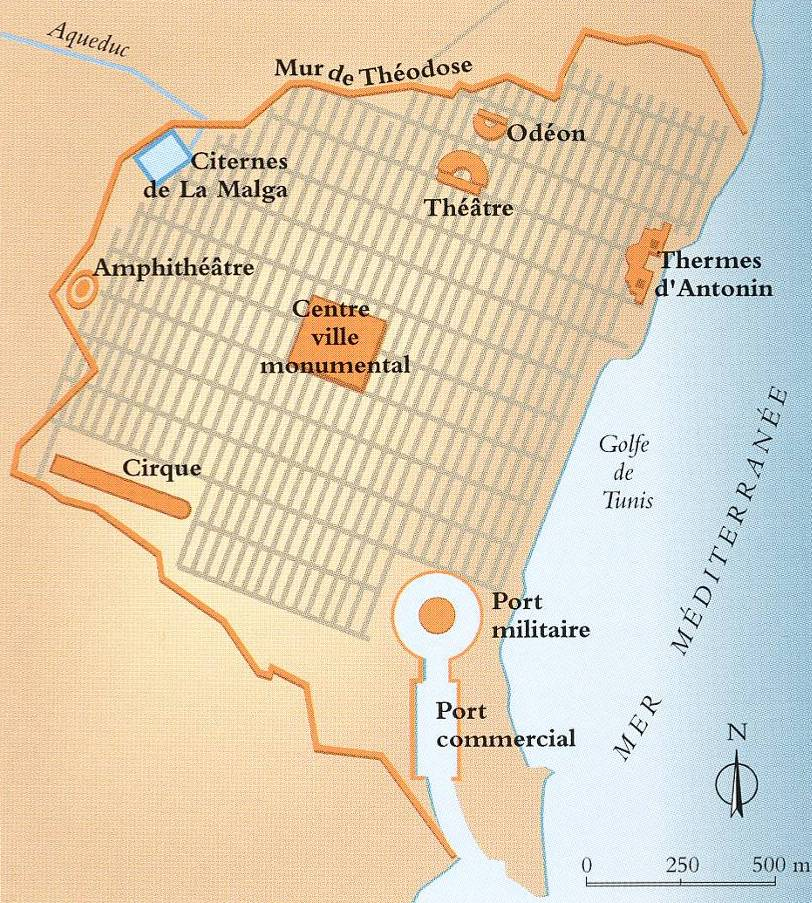 Aqueduc
Mur de Théodose
Odéon
Citernes
de La Malga
Théâtre
Amphithéâtre
Thermes
d'Antonin
Centre
ville
monumental
Golfe
de
Tunis
MER MÉDITERRANÉE
Cirque
Port
militaire
Port
commercial
N
0 250 500 m